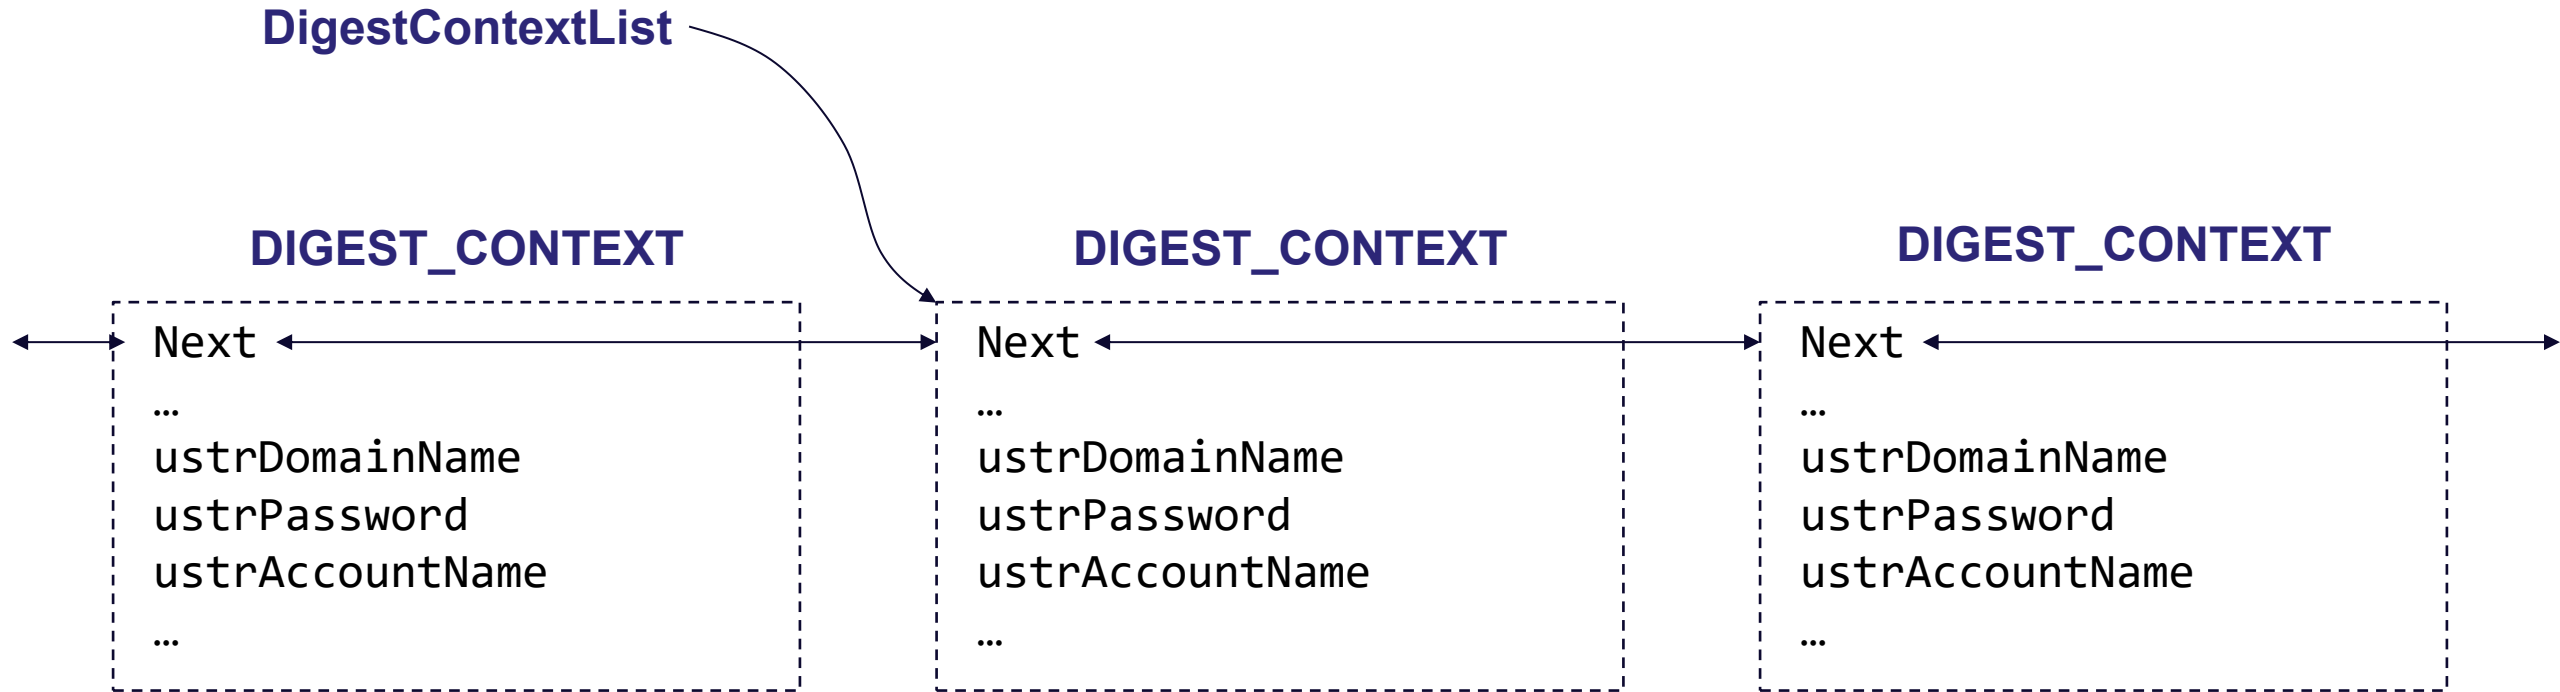 DigestContextList
DIGEST_CONTEXT
Next
…
ustrDomainName
ustrPassword
ustrAccountName
…
DIGEST_CONTEXT
Next
…
ustrDomainName
ustrPassword
ustrAccountName
…
DIGEST_CONTEXT
Next
…
ustrDomainName
ustrPassword
ustrAccountName
…